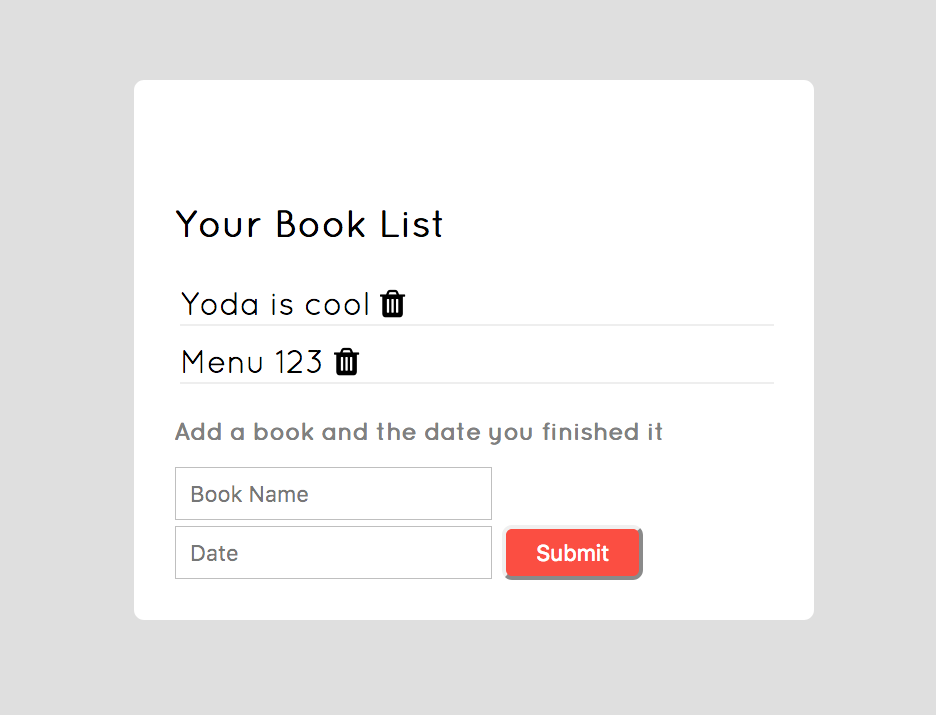 Your Book List
Yoda is cool
Menu 123
Add a book and the date you finished it
Book Name
Date
Submit